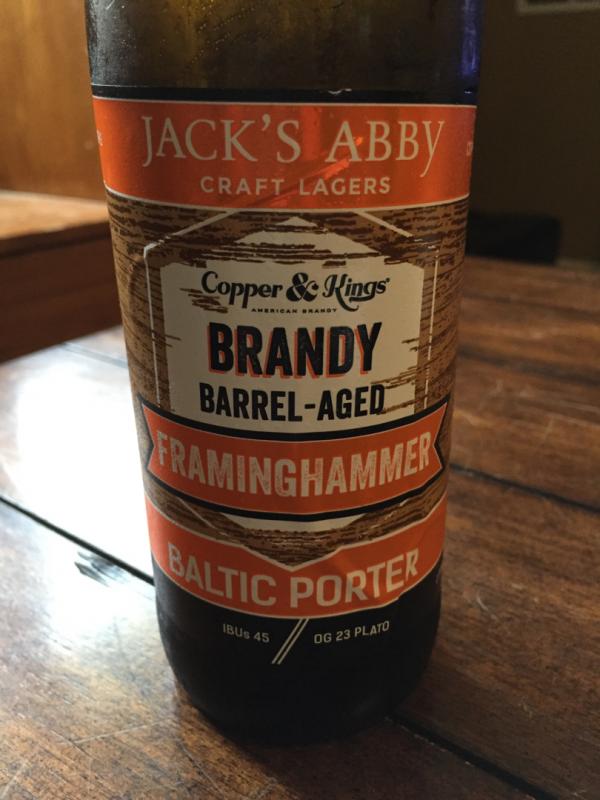 JACK'S ABBY
CRAFT LAGERS
Copper & Kings
AMERICAN BRANDY
BRANDY
BARREL-AGED
FRAMINGHAMMER
BALTIC PORTER
IBUs 45 // OG 23 PLATO